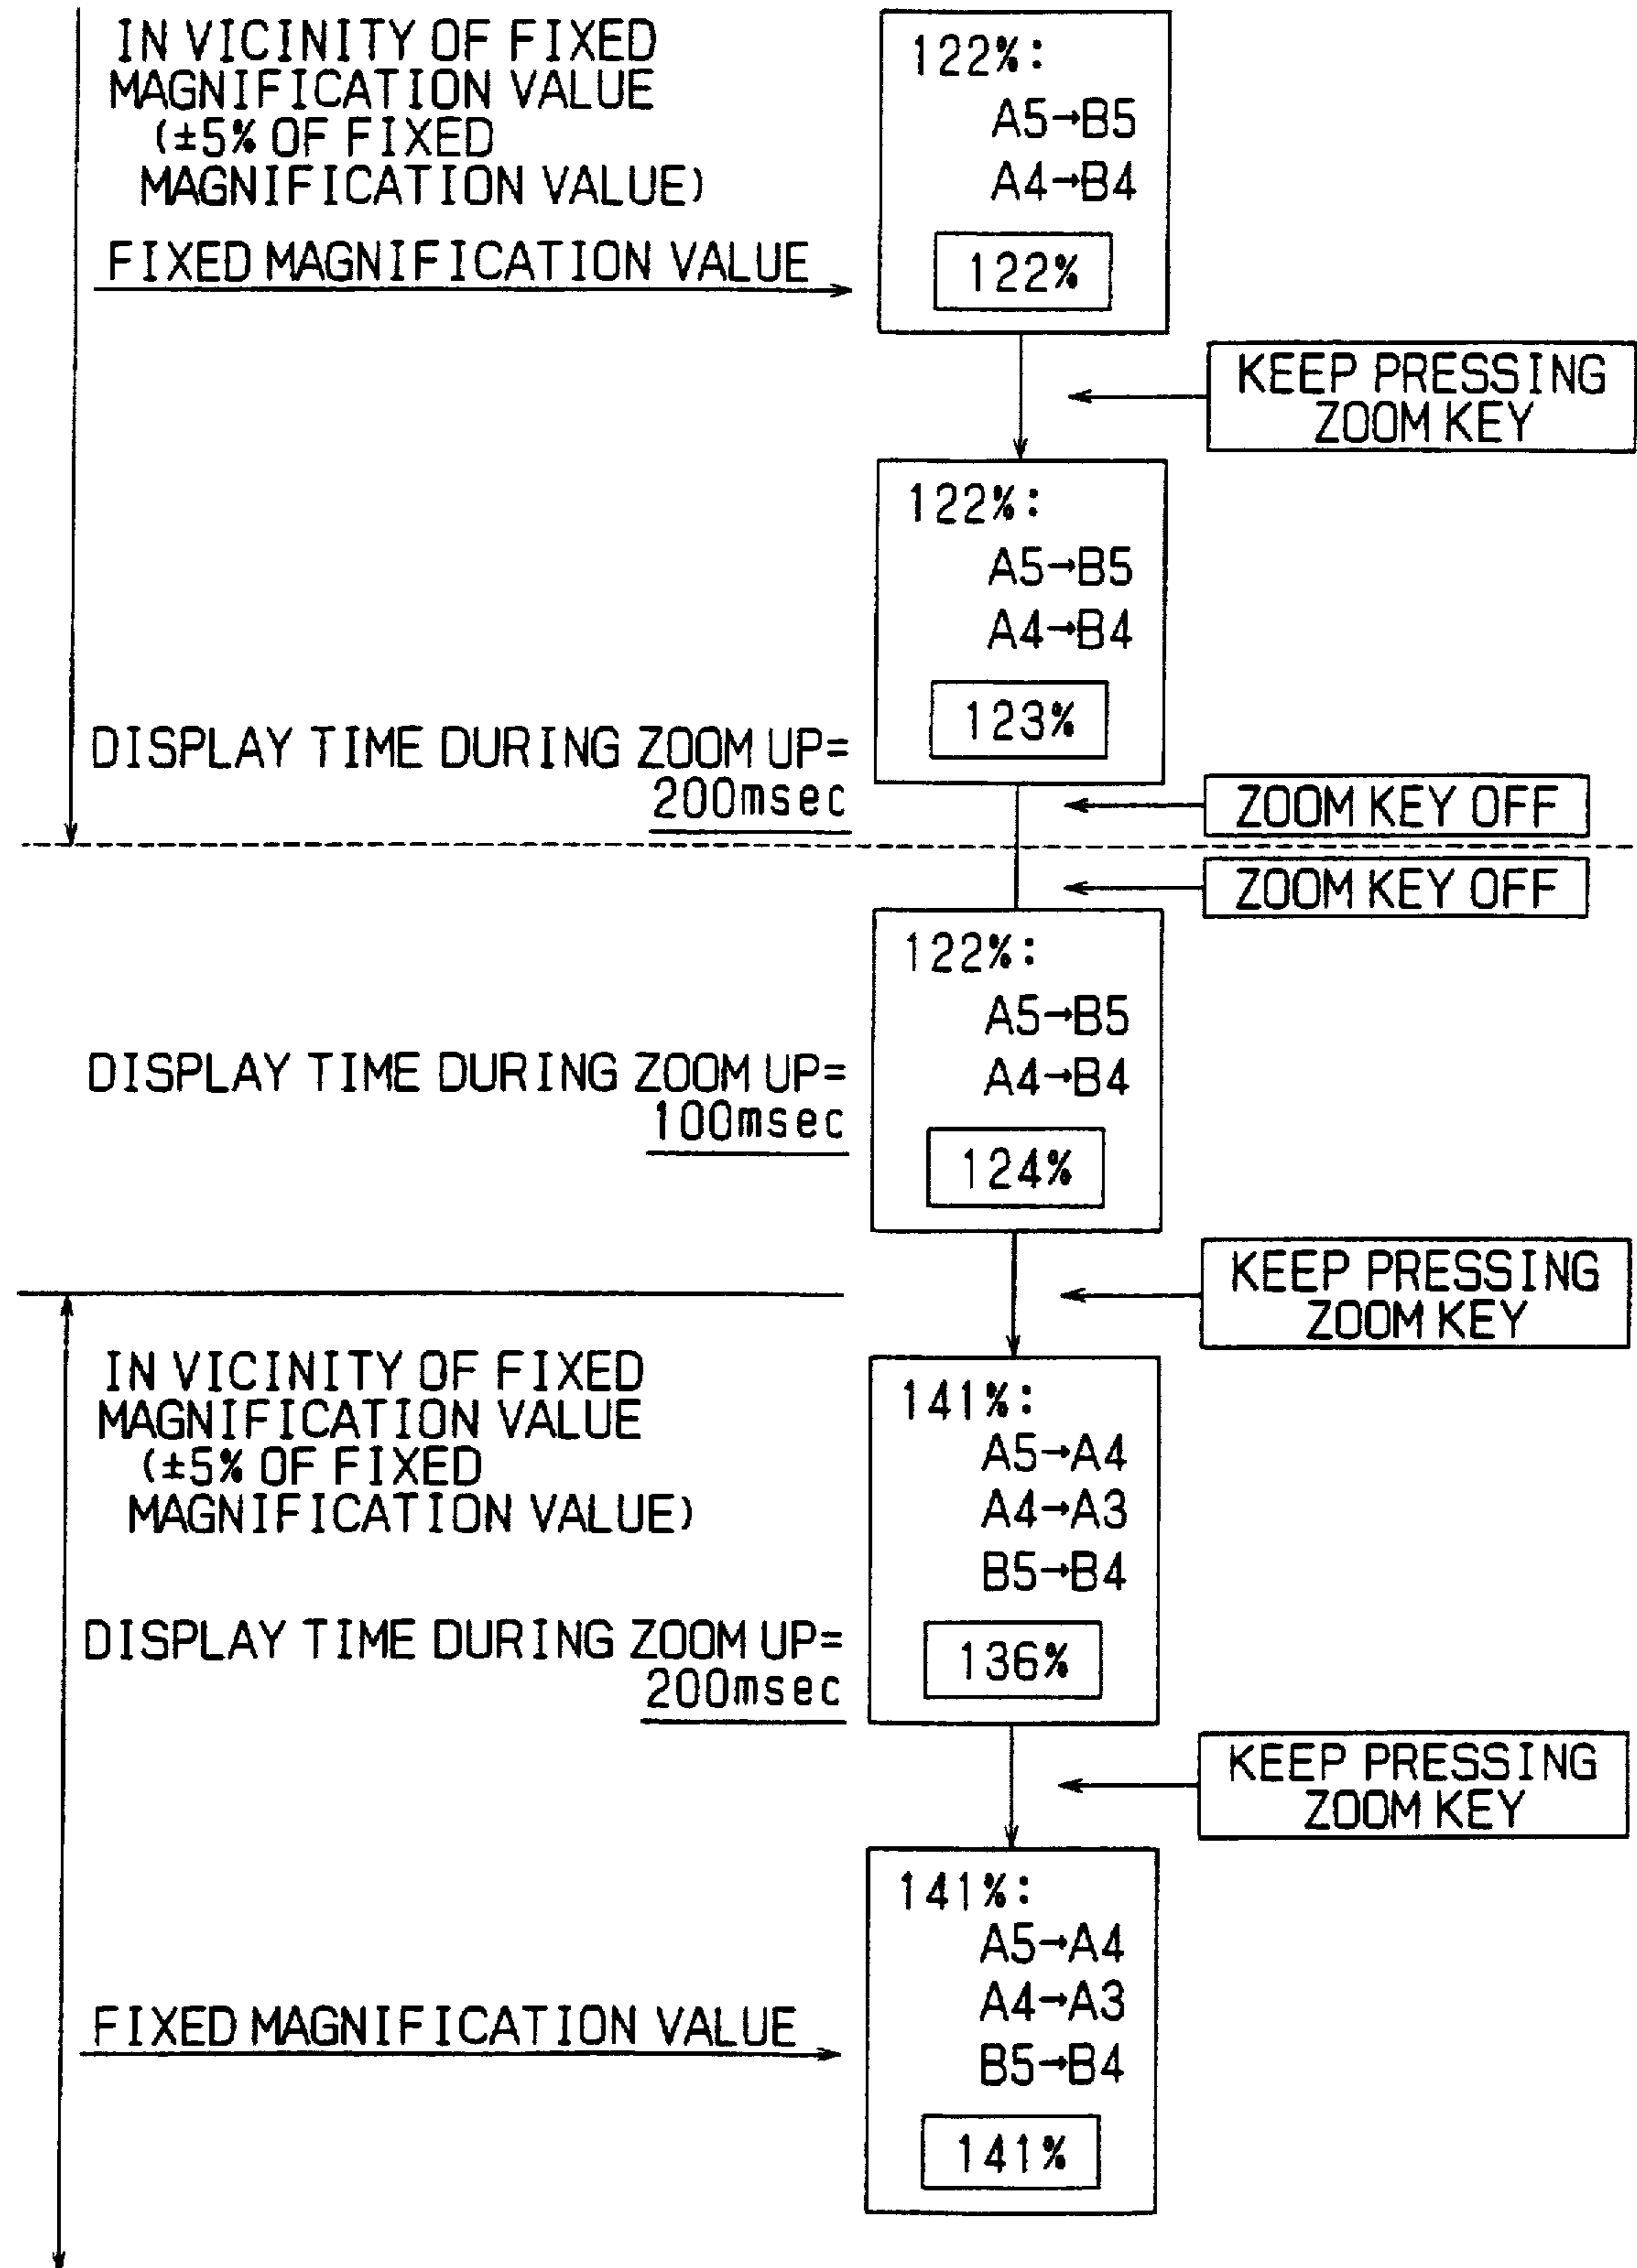 IN VICINITY OF FIXED
MAGNIFICATION VALUE
(±5% OF FIXED
MAGNIFICATION VALUE)
FIXED MAGNIFICATION VALUE
122%:
A5→B5
A4→B4
122%
KEEP PRESSING
ZOOM KEY
122%:
A5→B5
A4→B4
123%
DISPLAY TIME DURING ZOOM UP=
200msec
ZOOM KEY OFF
ZOOM KEY OFF
122%:
A5→B5
A4→B4
124%
DISPLAY TIME DURING ZOOM UP=
100msec
KEEP PRESSING
ZOOM KEY
IN VICINITY OF FIXED
MAGNIFICATION VALUE
(±5% OF FIXED
MAGNIFICATION VALUE)
141%:
A5→A4
A4→A3
B5→B4
136%
DISPLAY TIME DURING ZOOM UP=
200msec
KEEP PRESSING
ZOOM KEY
141%:
A5→A4
A4→A3
B5→B4
141%
FIXED MAGNIFICATION VALUE